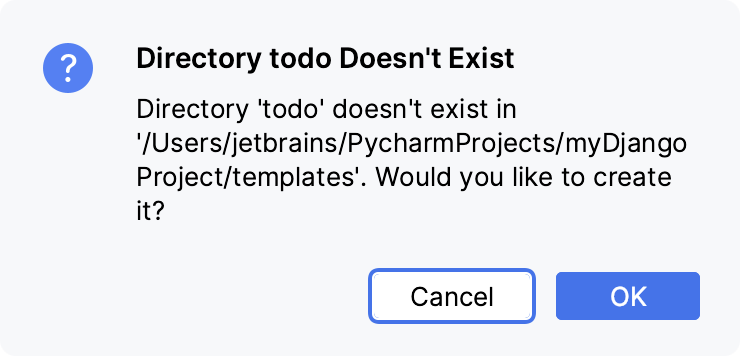 ?
Directory todo Doesn't Exist
Directory 'todo' doesn't exist in
'/Users/jetbrains/PycharmProjects/myDjango
Project/templates'. Would you like to create
it?
Cancel
OK